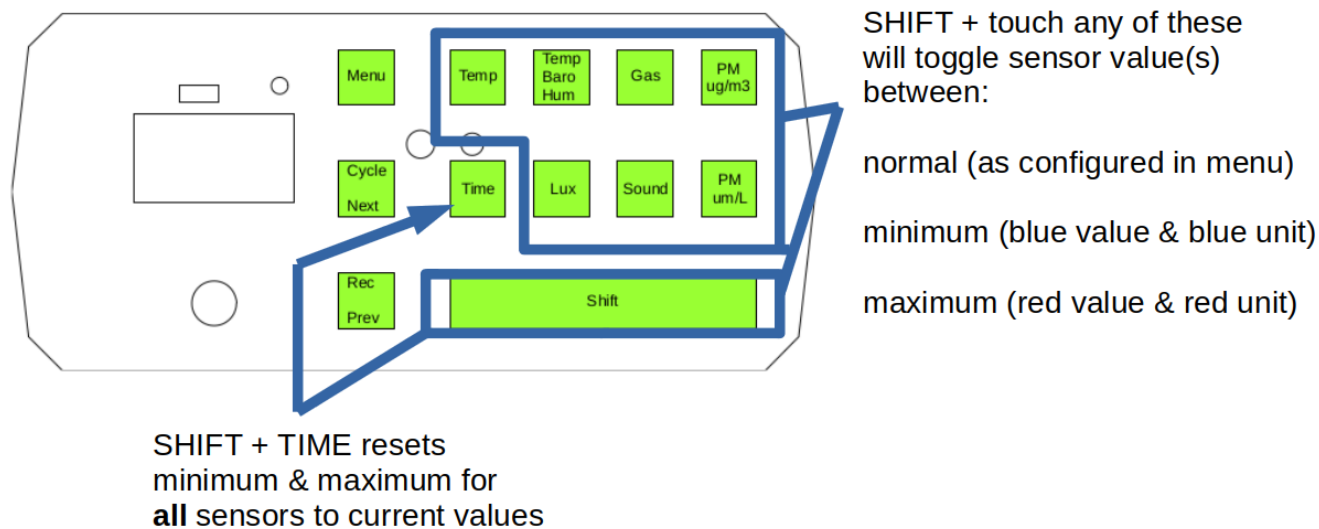 SHIFT + touch any of these
will toggle sensor value(s)
between:
normal (as configured in menu)
minimum (blue value & blue unit)
maximum (red value & red unit)
Menu
Temp
Temp
Baro
Hum
Gas
PM
ug/m3
Cycle
Next
Time
Lux
Sound
PM
um/L
Rec
Prev
Shift
SHIFT + TIME resets
minimum & maximum for
all sensors to current values